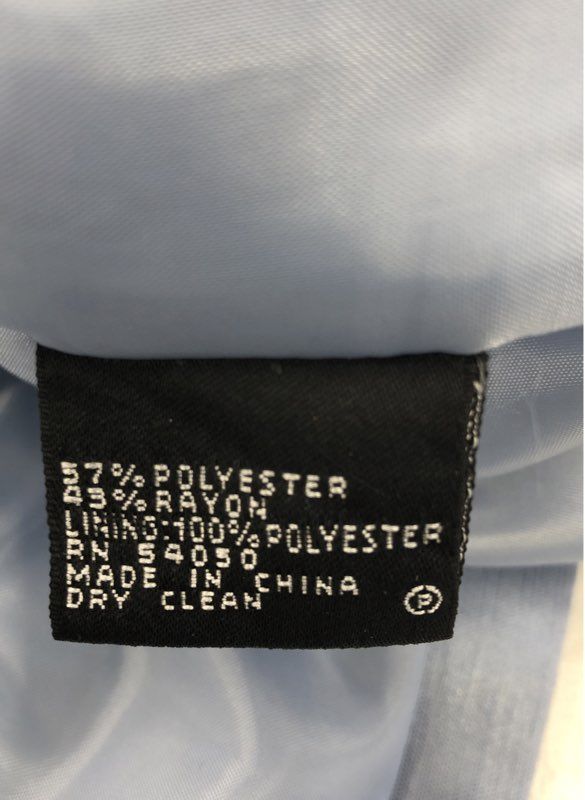 57% POLYESTER
43% RAYON
LINING:100% POLYESTER
RN 54050
MADE IN CHINA
DRY CLEAN Ⓟ